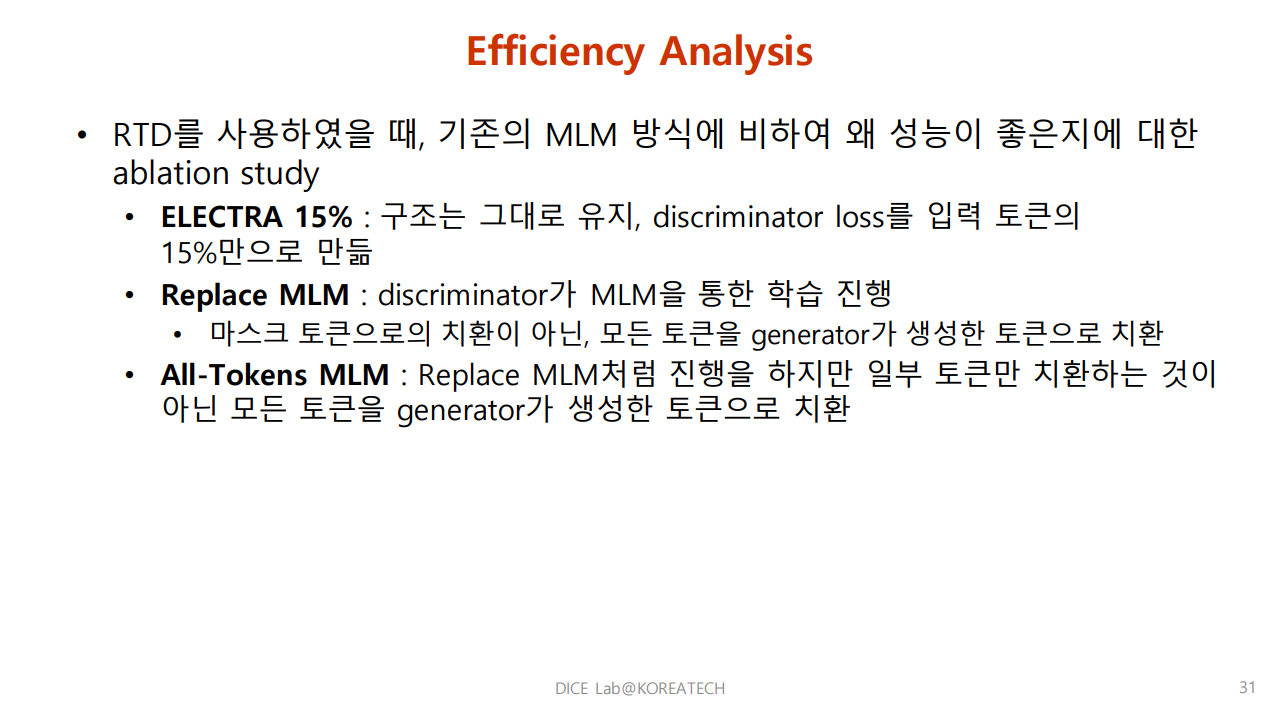 Efficiency Analysis
• RTD를 사용하였을 때, 기존의 MLM 방식에 비하여 왜 성능이 좋은지에 대한
ablation study
• ELECTRA 15% : 구조는 그대로 유지, discriminator loss를 입력 토큰의
15%만으로 만듦
• Replace MLM : discriminator가 MLM을 통한 학습 진행
• 마스크 토큰으로의 치환이 아닌, 모든 토큰을 generator가 생성한 토큰으로 치환
• All-Tokens MLM : Replace MLM처럼 진행을 하지만 일부 토큰만 치환하는 것이
아닌 모든 토큰을 generator가 생성한 토큰으로 치환
DICE Lab@KOREATECH
31